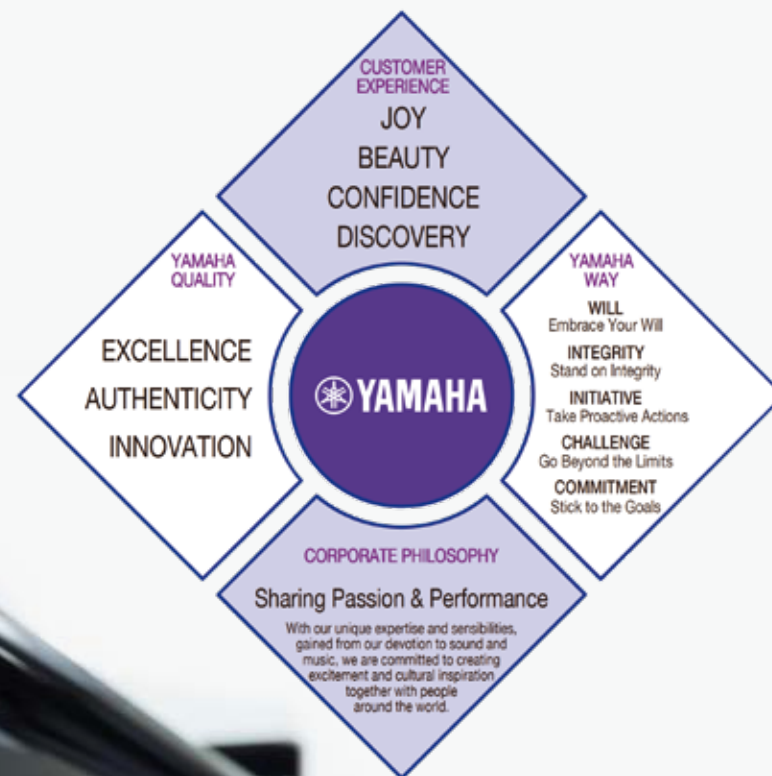 CUSTOMER
EXPERIENCE
JOY
BEAUTY
CONFIDENCE
DISCOVERY
YAMAHA
QUALITY
EXCELLENCE
AUTHENTICITY
INNOVATION
YAMAHA
YAMAHA
WAY
WILL
Embrace Your Will
INTEGRITY
Stand on Integrity
INITIATIVE
Take Proactive Actions
CHALLENGE
Go Beyond the Limits
COMMITMENT
Stick to the Goals
CORPORATE PHILOSOPHY
Sharing Passion & Performance
With our unique expertise and sensibilities,
gained from our devotion to sound and
music, we are committed to creating
excitement and cultural inspiration
together with people
around the world.